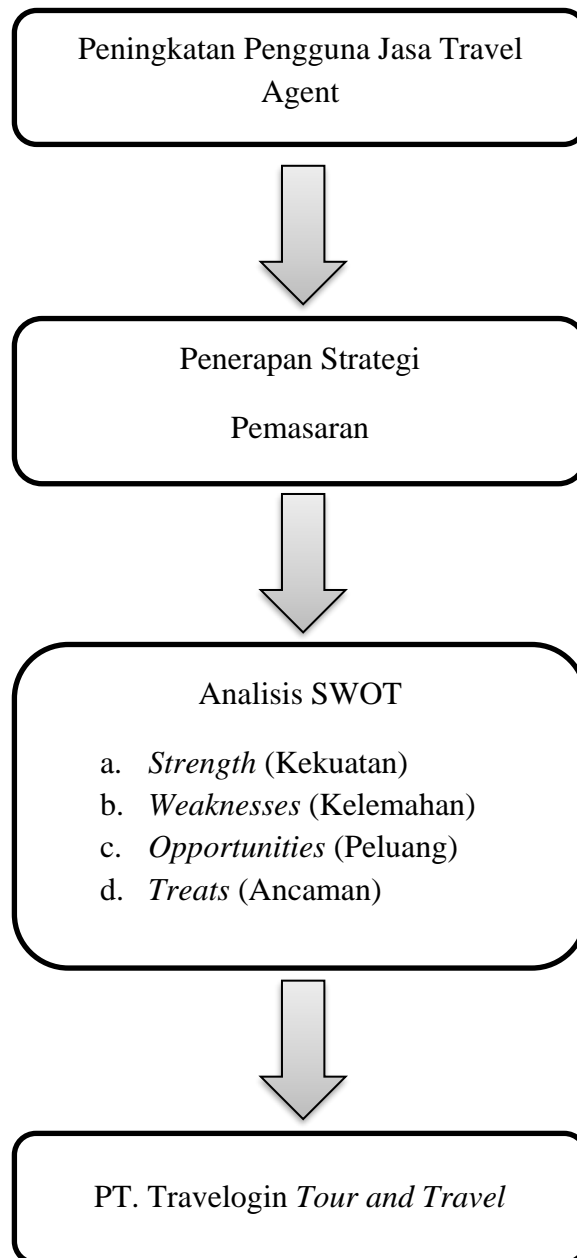 Peningkatan Pengguna Jasa Travel
Agent
Penerapan Strategi
Pemasaran
Analisis SWOT
a. Strength (Kekuatan)
b. Weaknesses (Kelemahan)
c. Opportunities (Peluang)
d. Treats (Ancaman)
PT. Travelogin Tour and Travel